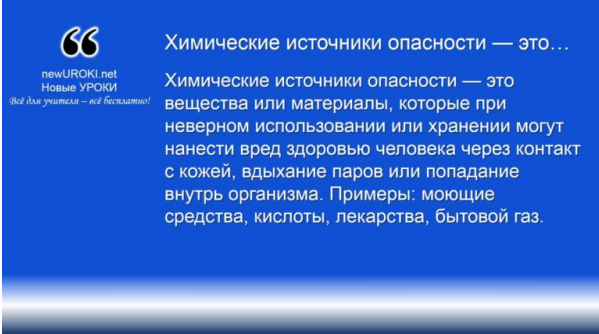 newUROKI.net
Новые УРОКИ
Всё для учителя – всё бесплатно!
Химические источники опасности — это…
Химические источники опасности — это
вещества или материалы, которые при
неверном использовании или хранении могут
нанести вред здоровью человека через контакт
с кожей, вдыхание паров или попадание
внутрь организма. Примеры: моющие
средства, кислоты, лекарства, бытовой газ.